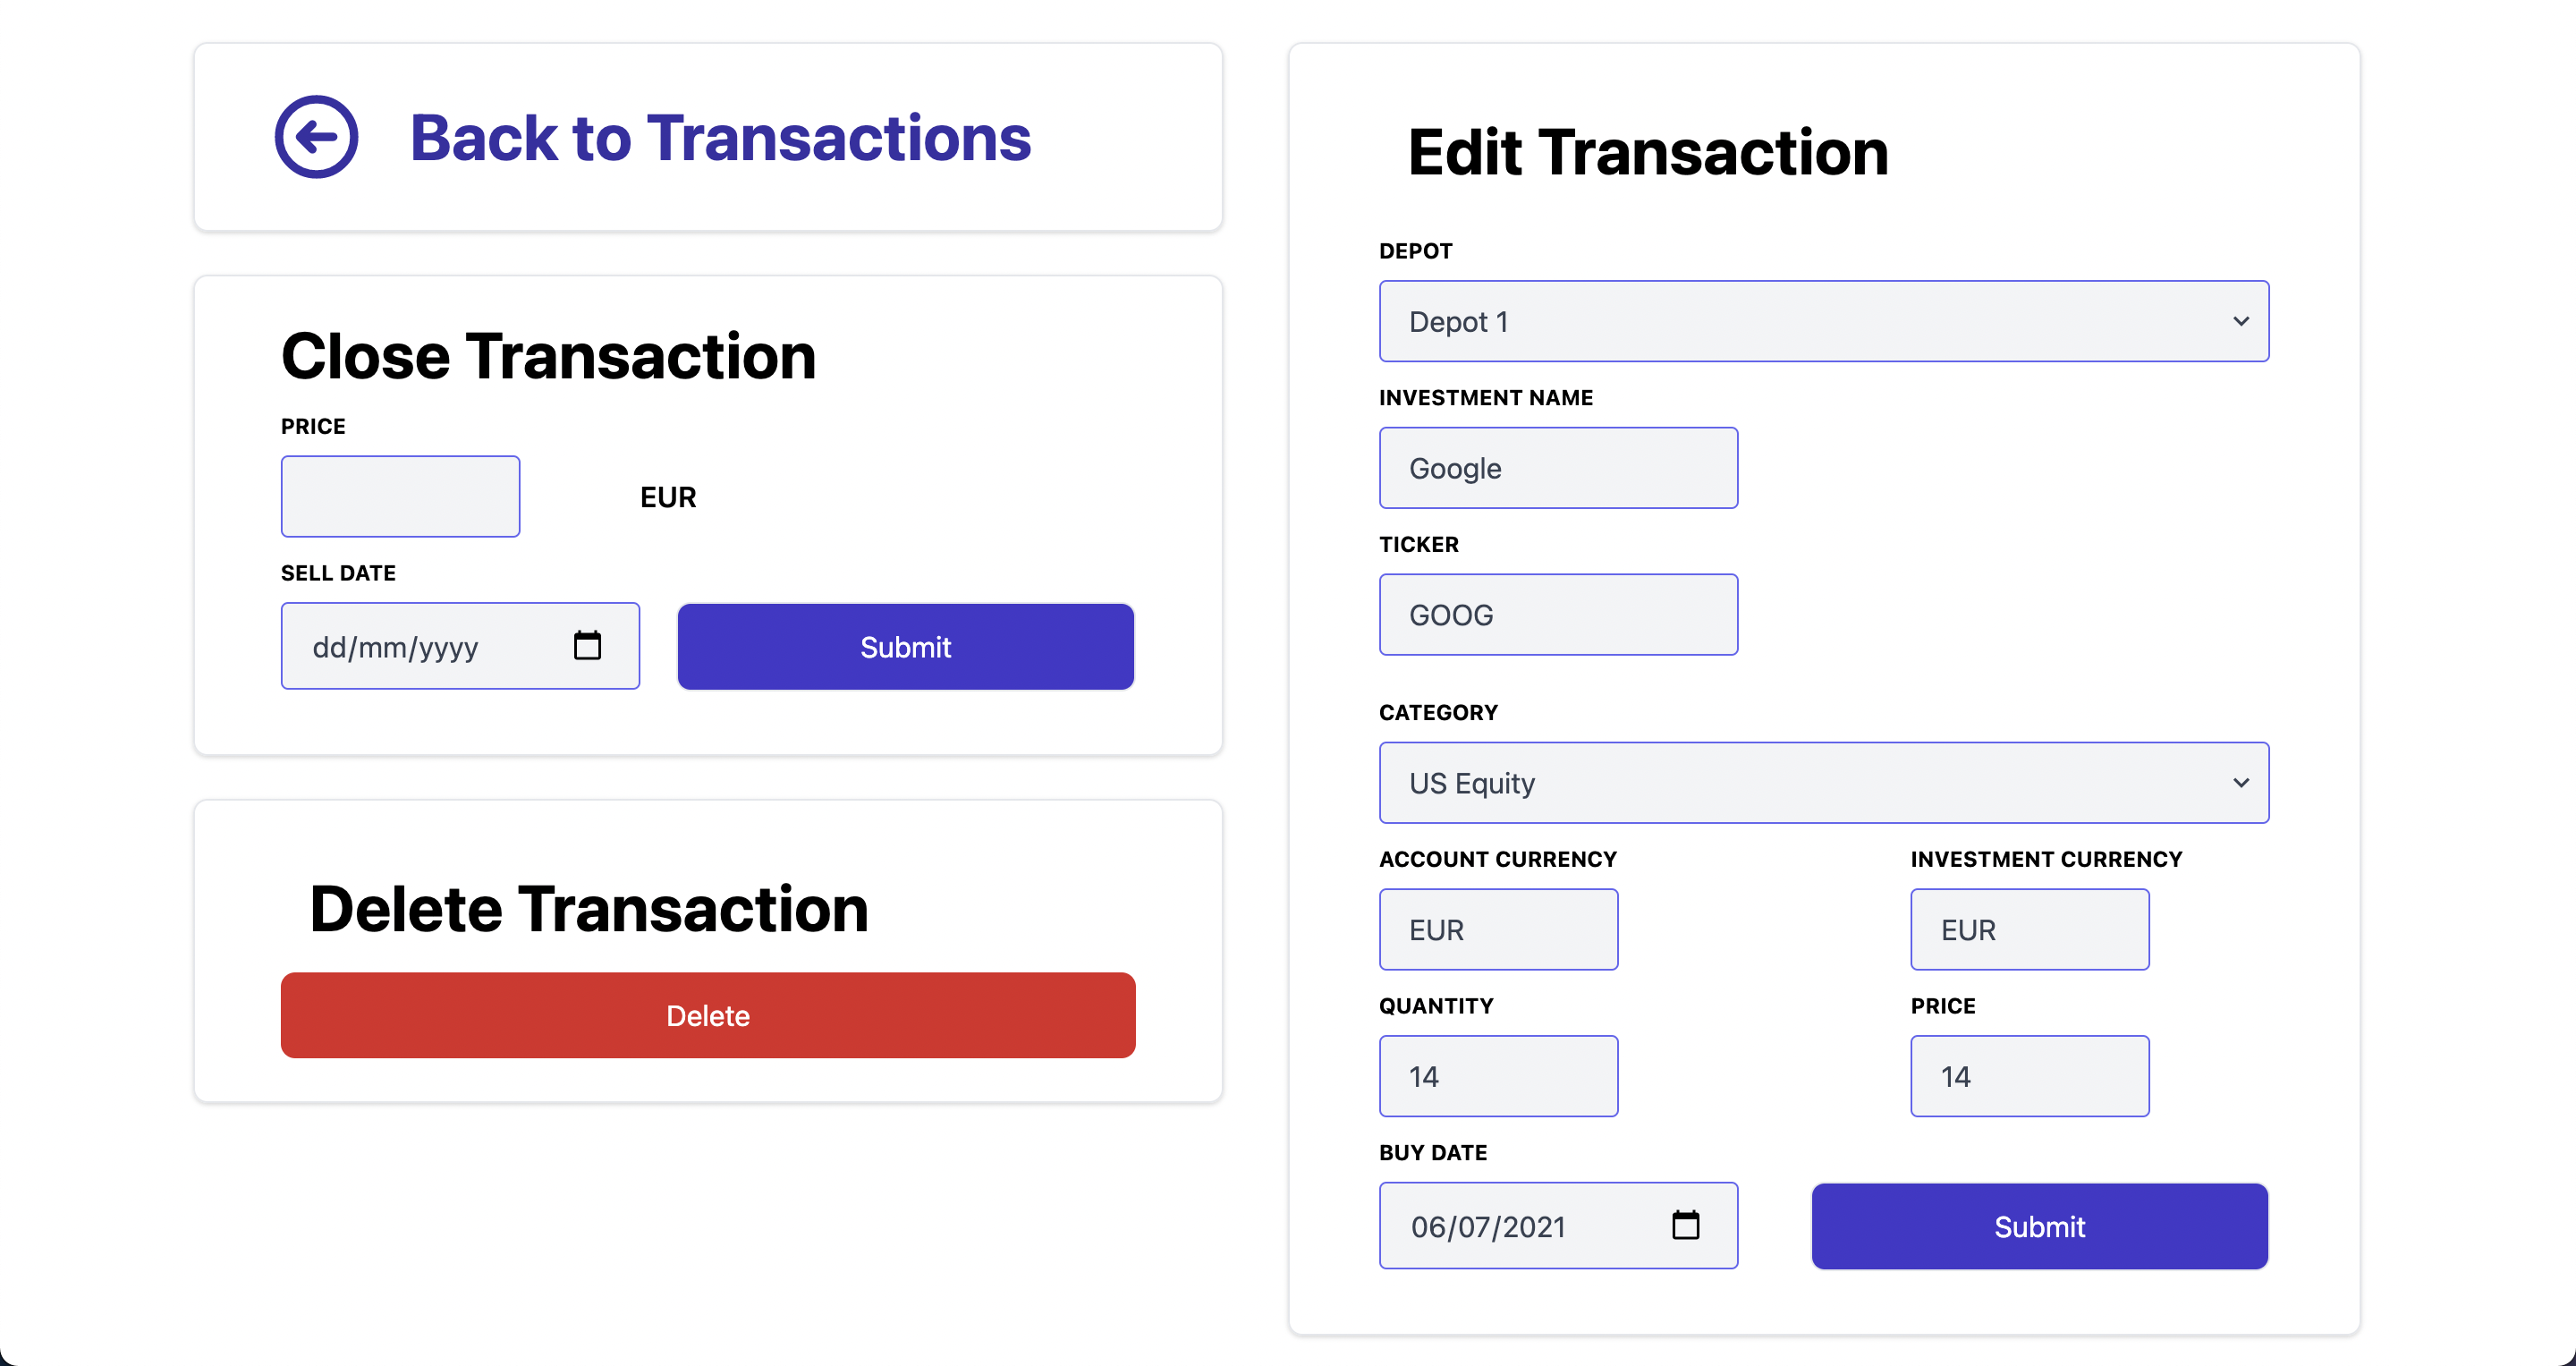 Back to Transactions
Close Transaction
PRICE
EUR
SELL DATE
dd/mm/yyyy
Submit
Delete Transaction
Delete
Edit Transaction
DEPOT
Depot 1
INVESTMENT NAME
Google
TICKER
GOOG
CATEGORY
US Equity
ACCOUNT CURRENCY
INVESTMENT CURRENCY
EUR
EUR
QUANTITY
PRICE
14
14
BUY DATE
06/07/2021
Submit